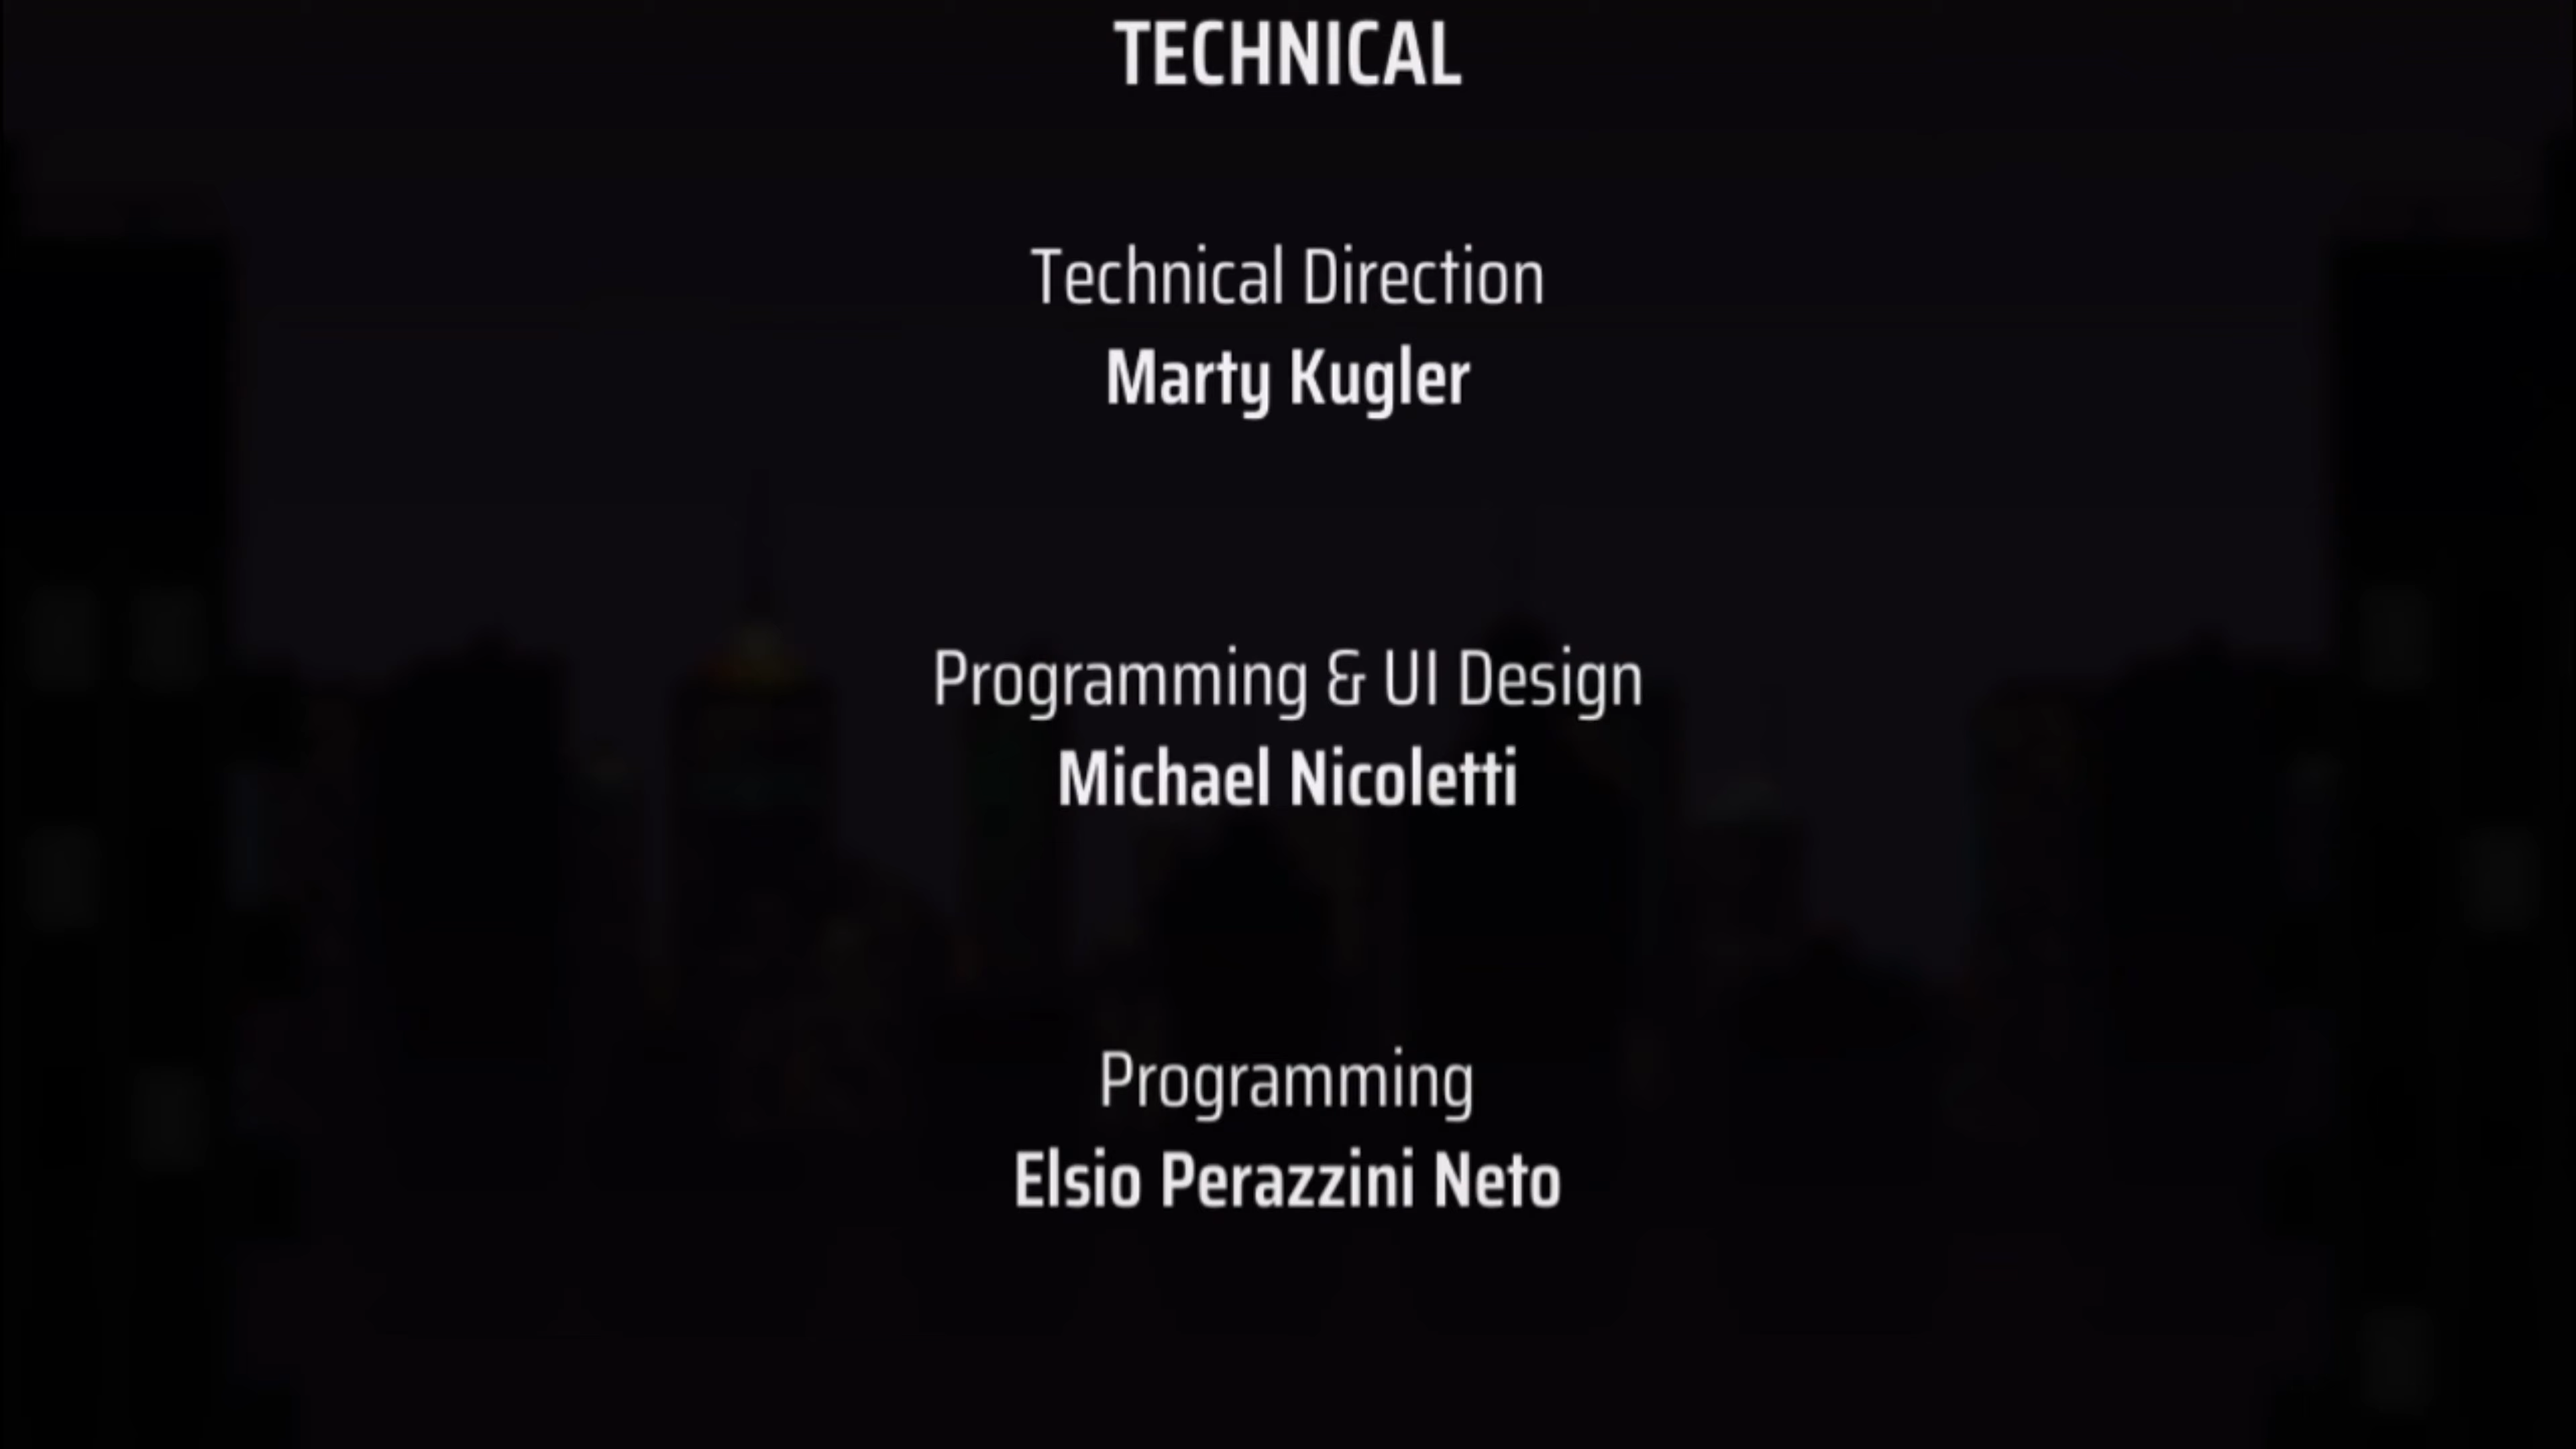 TECHNICAL
Technical Direction
Marty Kugler
Programming & UI Design
Michael Nicoletti
Programming
Elsio Perazzini Neto